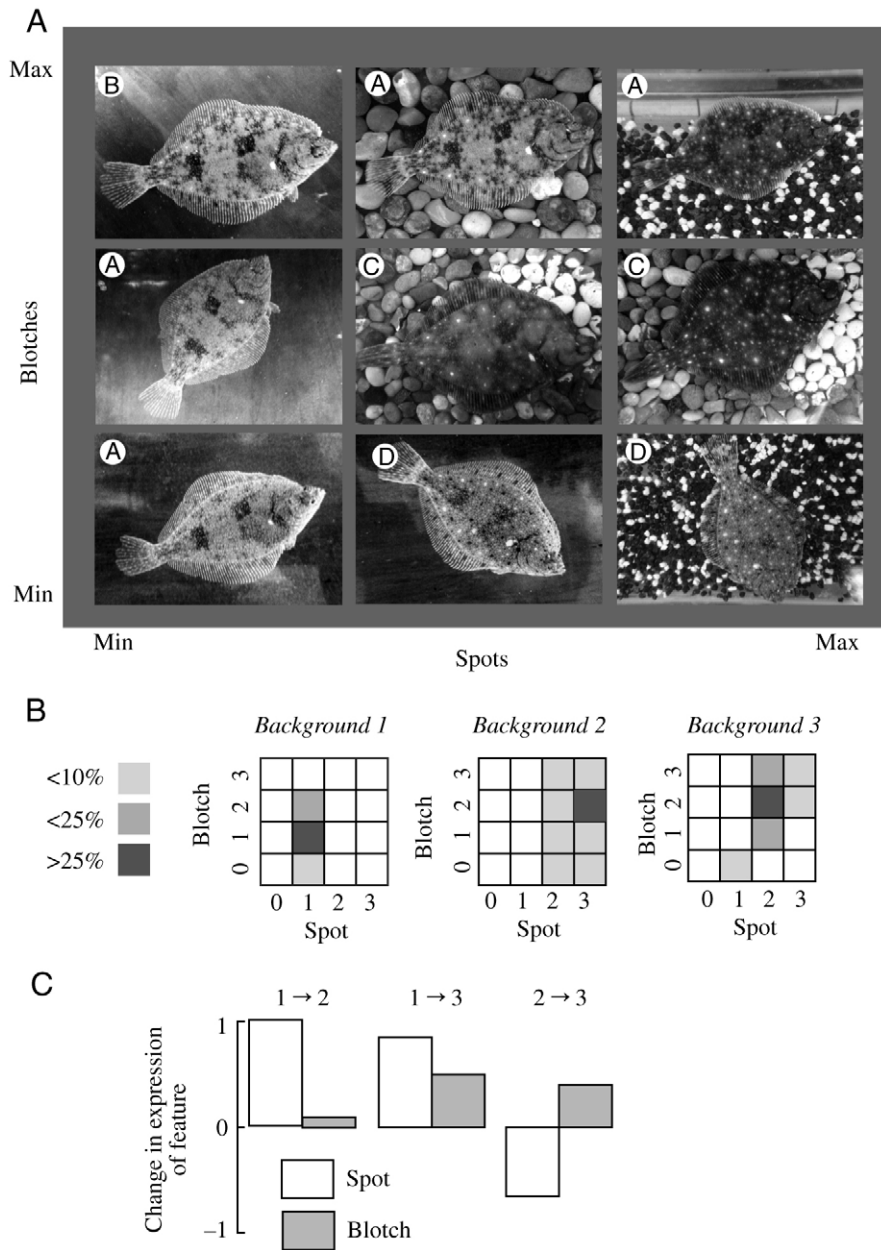 A
Max
B
A
A
Blotches
A
C
C
A
D
D
Min
Min
Max
Spots
B
Background 1
Background 2
Background 3
<10%
<25%
>25%
Blotch
3
2
1
0
0 1 2 3
Spot
Blotch
3
2
1
0
0 1 2 3
Spot
Blotch
3
2
1
0
0 1 2 3
Spot
C
1 → 2
1 → 3
2 → 3
Change in expression
of feature
1
0
–1
Spot
Blotch